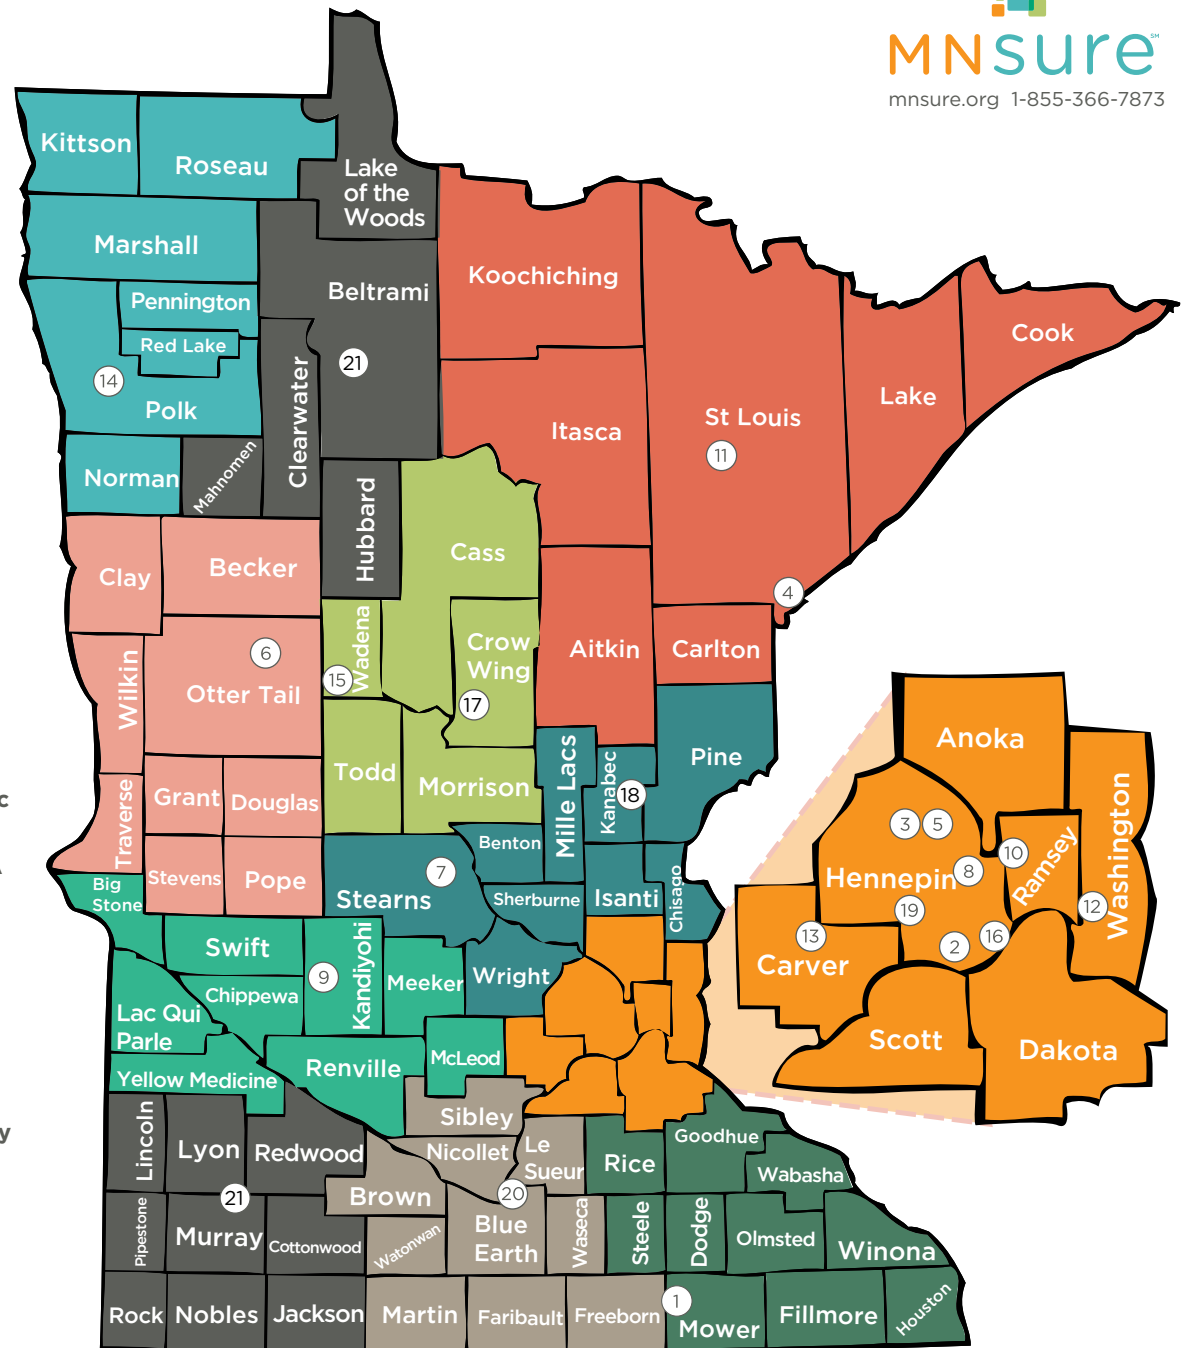 MNsure℠
mnsure.org 1-855-366-7873
Kittson
Roseau
Lake
of the
Woods
Marshall
Beltrami
Koochiching
Pennington
Red Lake
Cook
14
21
Polk
Clearwater
Itasca
St Louis
Lake
11
Norman
Mahnomen
Hubbard
Cass
Clay
Becker
4
Wadena
Crow
Wing
Aitkin
Carlton
6
15
Otter Tail
Wilkin
17
Todd
Morrison
Mille Lacs
Kanabec
18
Pine
Anoka
Grant
Douglas
Traverse
c
Benton
3
5
Washington
Hennepin
8
10
Ramsey
Stevens
Pope
7
Stearns
Sherburne
Isanti
Chisago
19
12
Big
Stone
Swift
Kandiyohi
9
Meeker
Wright
13
Carver
2
16
Chippewa
Lac Qui
Parle
Scott
Dakota
Yellow Medicine
Renville
McLeod
Sibley
y
Lincoln
Lyon
Redwood
Nicollet
Le
Sueur
Rice
Goodhue
Wabasha
21
Brown
20
Pipestone
Murray
Cottonwood
Watonwan
Blue
Earth
Waseca
Steele
Dodge
Olmsted
Winona
Rock
Nobles
Jackson
Martin
Faribault
Freeborn
1
Mower
Fillmore
Houston